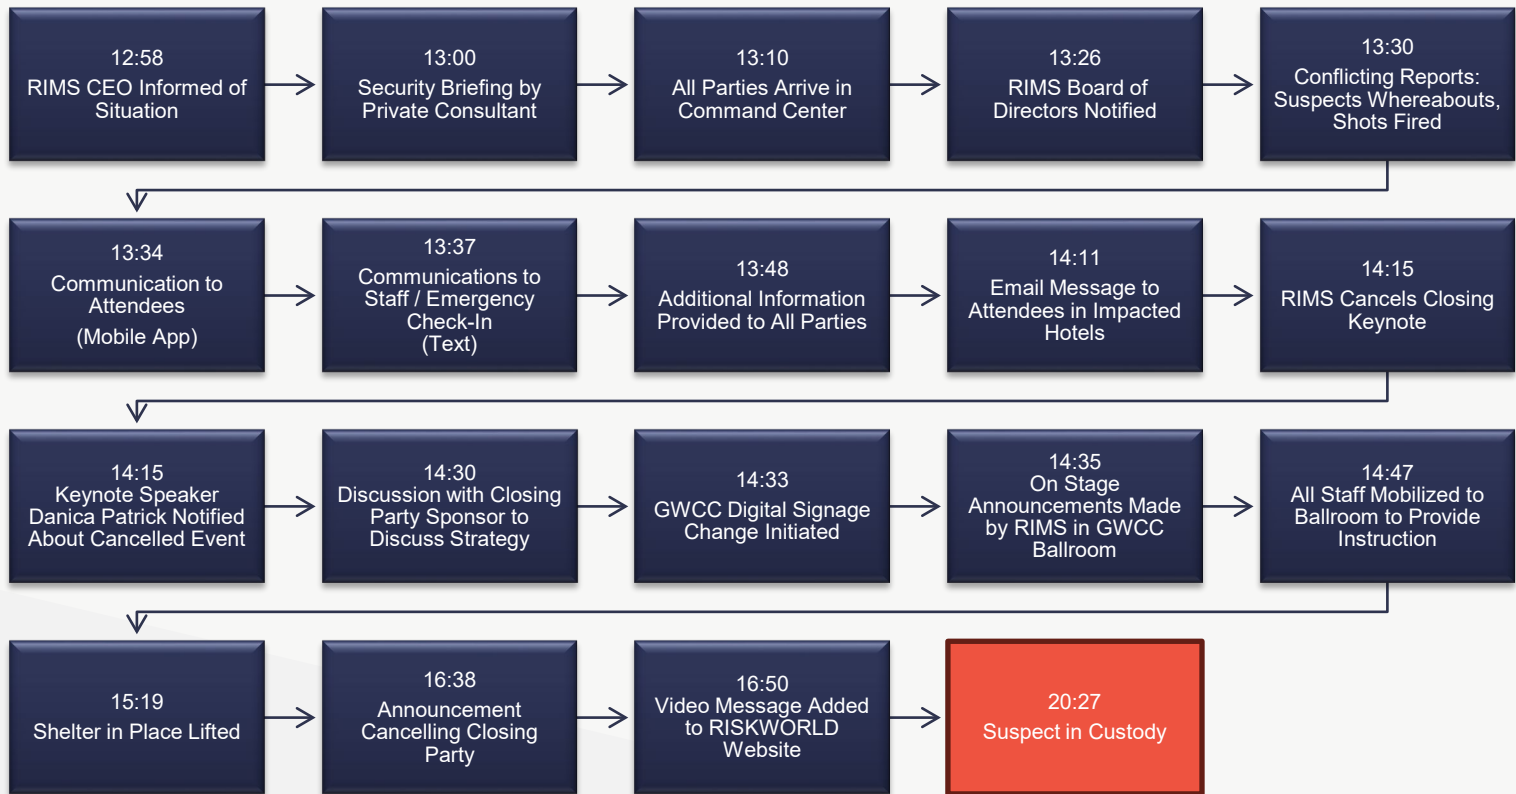 12:58
RIMS CEO Informed of
Situation
13:00
Security Briefing by
Private Consultant
13:10
All Parties Arrive in
Command Center
13:26
RIMS Board of
Directors Notified
13:30
Conflicting Reports:
Suspects Whereabouts,
Shots Fired
13:34
Communication to
Attendees
(Mobile App)
13:37
Communications to
Staff / Emergency
Check-In
(Text)
13:48
Additional Information
Provided to All Parties
14:11
Email Message to
Attendees in Impacted
Hotels
14:15
RIMS Cancels Closing
Keynote
14:15
Keynote Speaker
Danica Patrick Notified
About Cancelled Event
14:30
Discussion with Closing
Party Sponsor to
Discuss Strategy
14:33
GWCC Digital Signage
Change Initiated
14:35
On Stage
Announcements Made
by RIMS in GWCC
Ballroom
14:47
All Staff Mobilized to
Ballroom to Provide
Instruction
15:19
Shelter in Place Lifted
16:38
Announcement
Cancelling Closing
Party
16:50
Video Message Added
to RISKWORLD
Website
20:27
Suspect in Custody